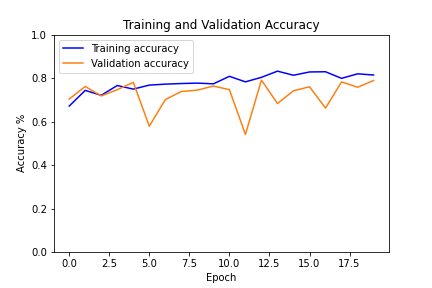 Training and Validation Accuracy
Training accuracy
Validation accuracy
Accuracy %
1.0
0.8
0.6
0.4
0.2
0.0
0.0 2.5 5.0 7.5 10.0 12.5 15.0 17.5
Epoch